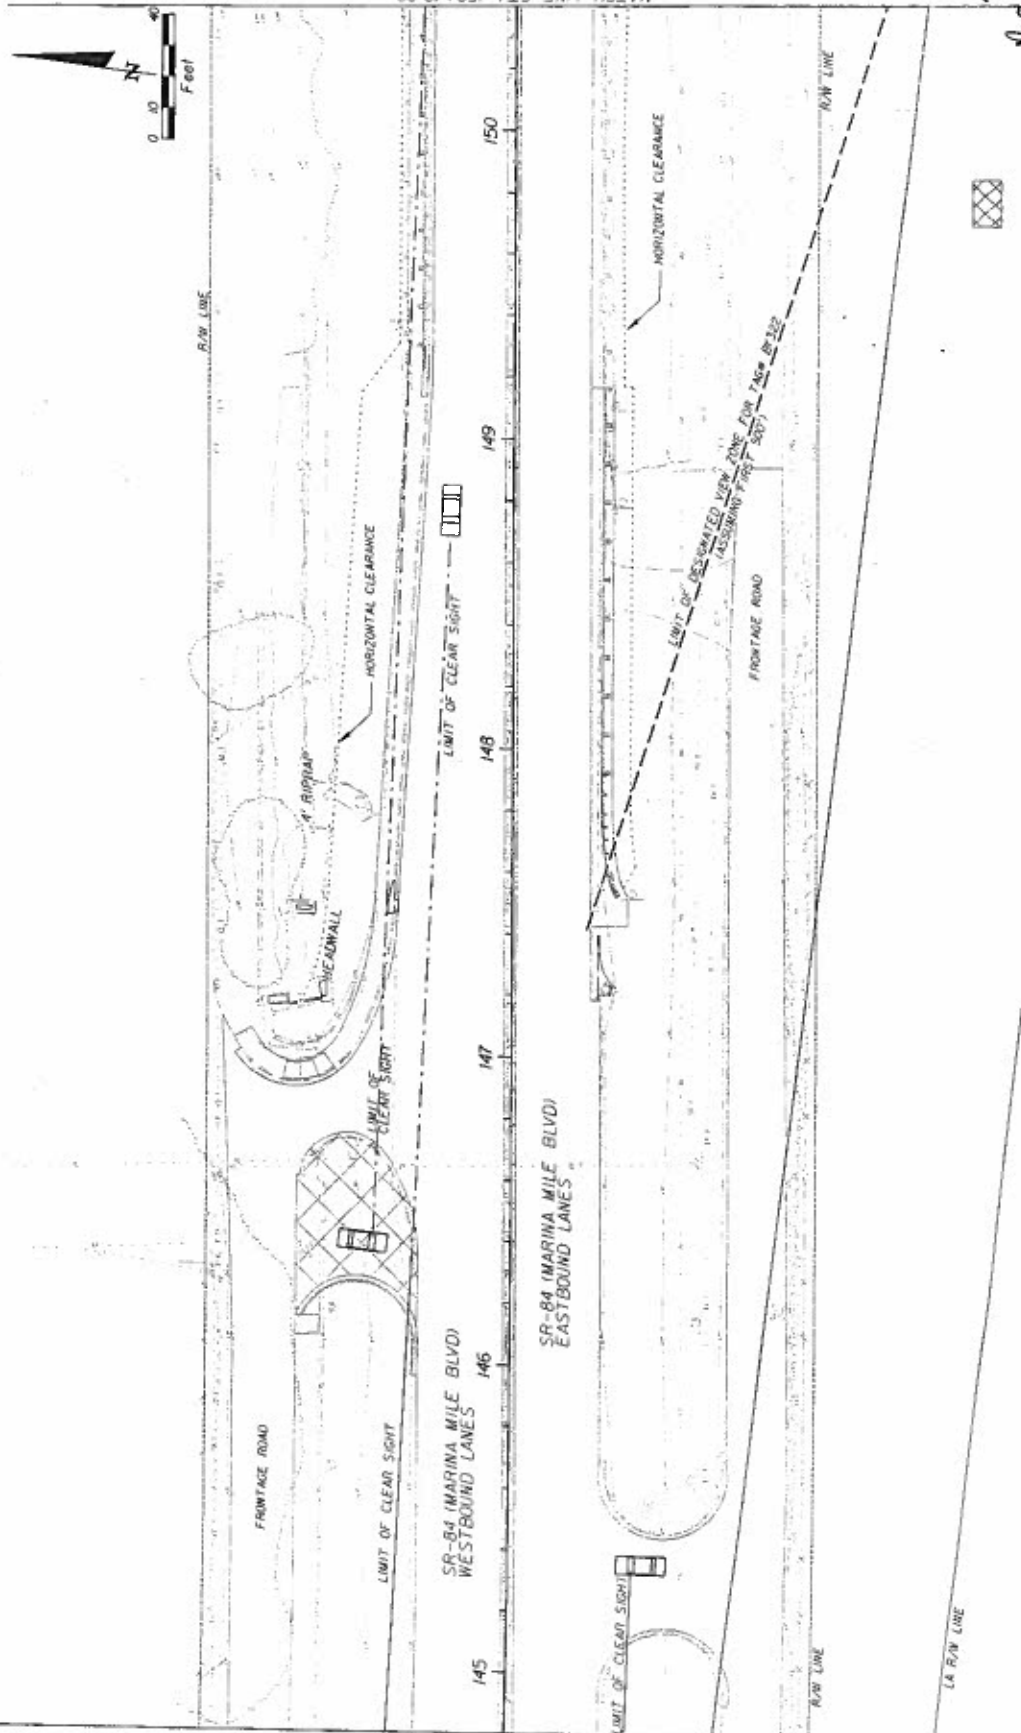 N
0 10 40
Feet
R/W LINE
HORIZONTAL CLEARANCE
4' RIPRAP
HEADWALL
LIMIT OF CLEAR SIGHT
LIMIT OF
CLEAR SIGHT
FRONTAGE ROAD
LIMIT OF CLEAR SIGHT
SR-84 (MARINA MILE BLVD)
WESTBOUND LANES
145
146
147
148
149
150
SR-84 (MARINA MILE BLVD)
EASTBOUND LANES
HORIZONTAL CLEARANCE
LIMIT OF DESIGNATED VIEW ZONE FOR TAG# BF322
(ASSUMING FIRST 500')
FRONTAGE ROAD
R/W LINE
LIMIT OF CLEAR SIGHT
R/W LINE
LA R/W LINE